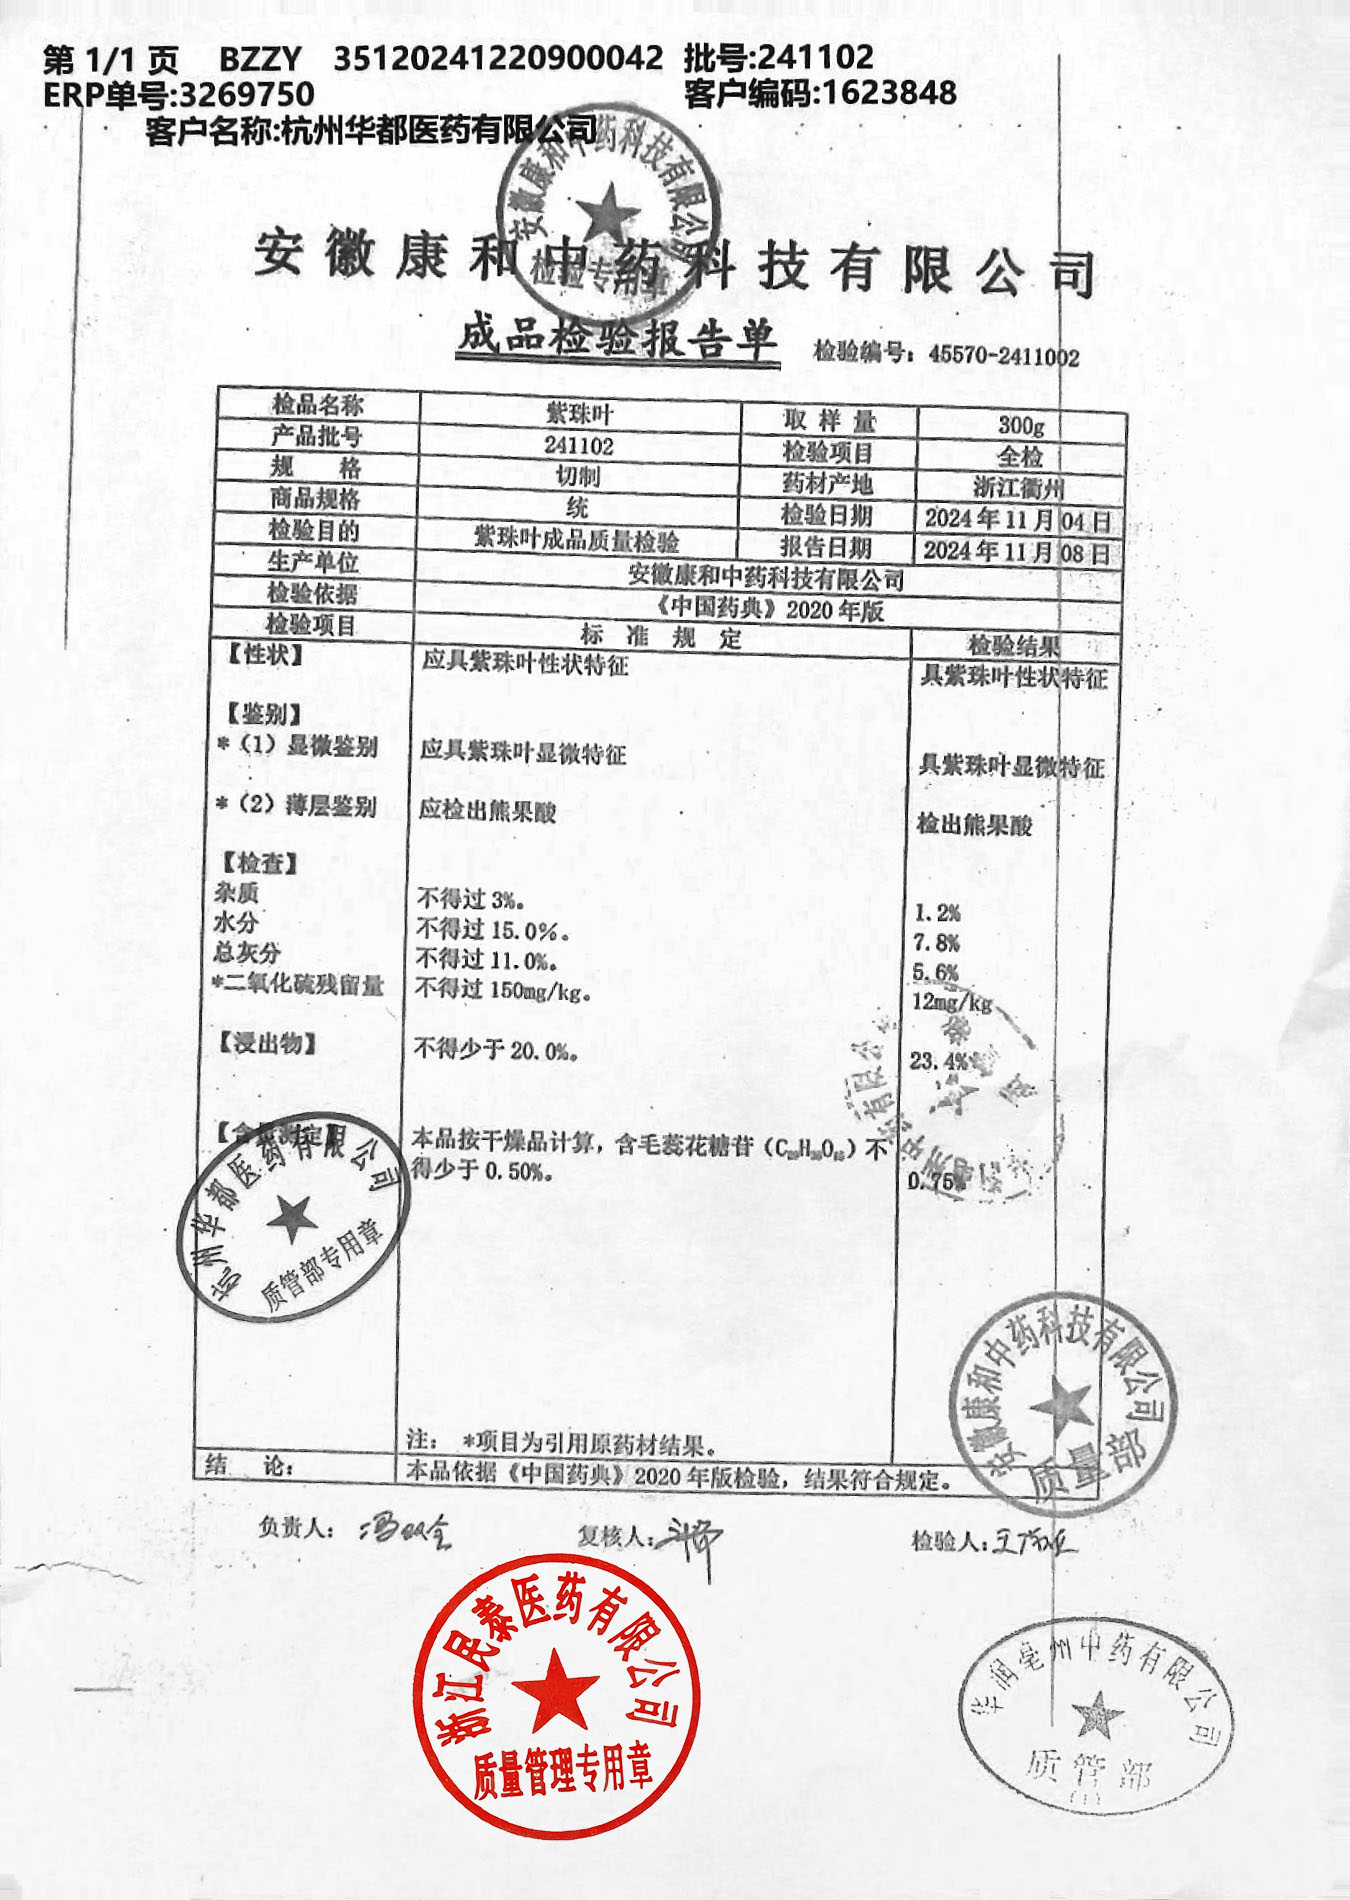 第 1/1 页 BZZY 35120241220900042 批号:241102
ERP单号:3269750 客户编码:1623848
客户名称:杭州华都医药有限公司
安徽康和中药科技有限公司
检验专用章
安徽康和中药科技有限公司
成品检验报告单 检验编号：45570-2411002
检品名称 紫珠叶 取样量 300g
产品批号 241102 检验项目 全检
规格 切制 药材产地 浙江衢州
商品规格 统 检验日期 2024年11月04日
检验目的 紫珠叶成品质量检验 报告日期 2024年11月08日
生产单位 安徽康和中药科技有限公司
检验依据 《中国药典》2020年版
检验项目 标准规定 检验结果
【性状】 应具紫珠叶性状特征 具紫珠叶性状特征
【鉴别】
*（1）显微鉴别 应具紫珠叶显微特征 具紫珠叶显微特征
*（2）薄层鉴别 应检出熊果酸 检出熊果酸
【检查】
杂质 不得过3%。 1.2%
水分 不得过15.0%。 7.8%
总灰分 不得过11.0%。 5.6%
*二氧化硫残留量 不得过150mg/kg。 12mg/kg
【浸出物】 不得少于20.0%。 23.4%
【含量测定】 本品按干燥品计算，含毛蕊花糖苷（C₂₉H₃₆O₁₅）不
得少于0.50%。 0.75%
杭州华都医药有限公司
质管部专用章
安徽康和中药科技有限公司
质量部
注： *项目为引用原药材结果。
结论： 本品依据《中国药典》2020年版检验，结果符合规定。
负责人： 复核人： 检验人：
浙江民泰医药有限公司
质量管理专用章
华润亳州中药有限公司
质管部
（1）